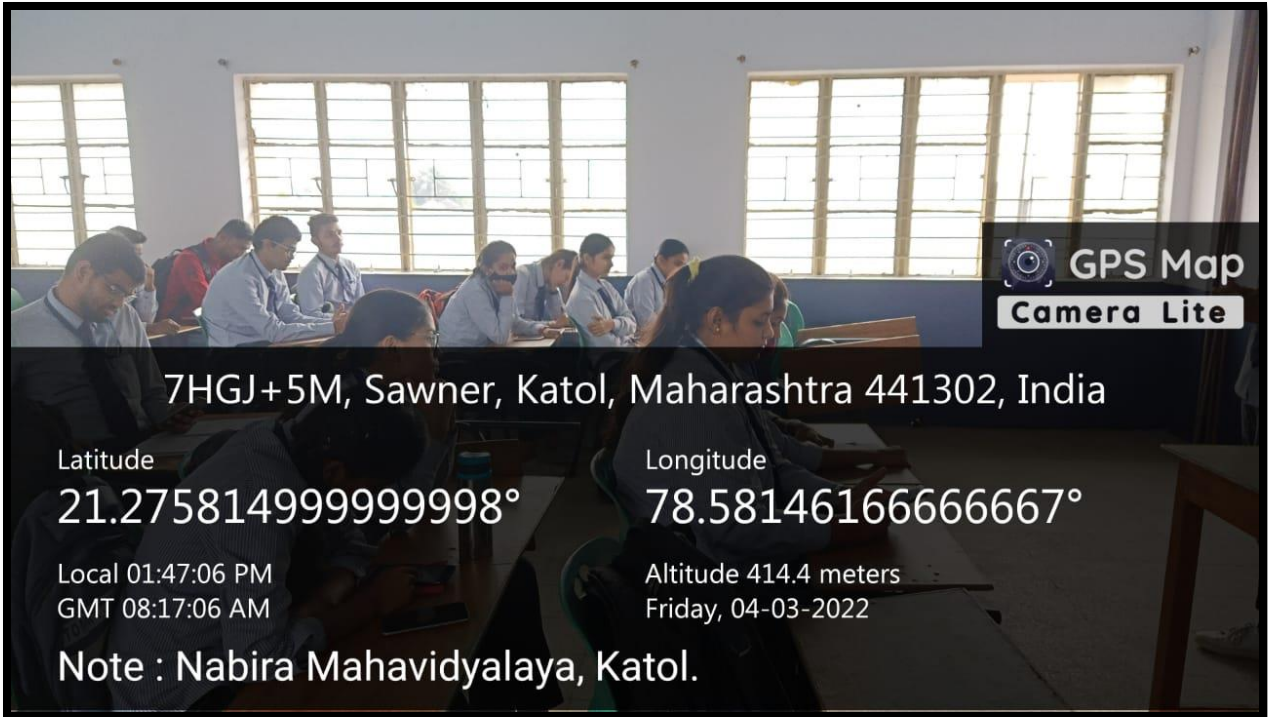 GPS Map
Camera Lite
7HGJ+5M, Sawner, Katol, Maharashtra 441302, India
Latitude
21.275814999999998°
Longitude
78.58146166666667°
Local 01:47:06 PM
GMT 08:17:06 AM
Altitude 414.4 meters
Friday, 04-03-2022
Note : Nabira Mahavidyalaya, Katol.